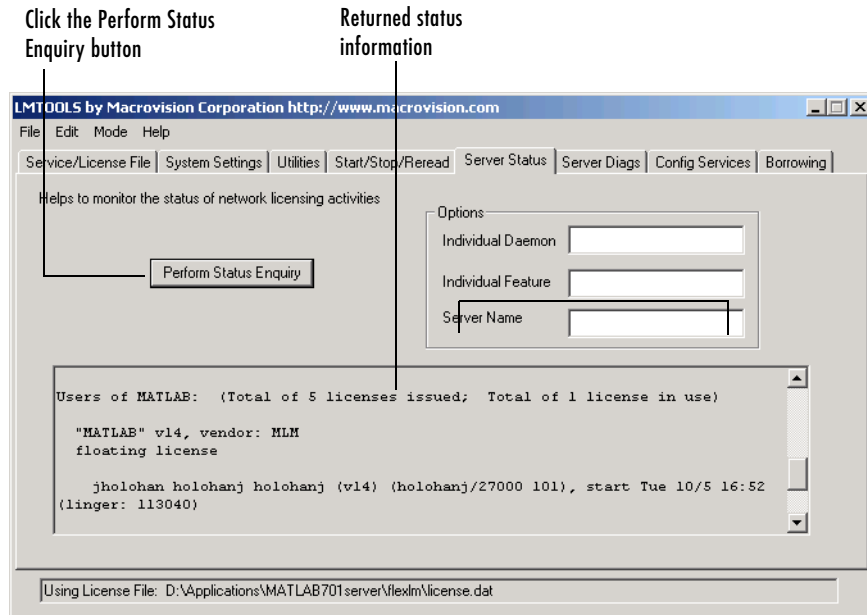 Click the Perform Status
Enquiry button
Returned status
information
LMTOOLS by Macrovision Corporation http://www.macrovision.com
File Edit Mode Help
Service/License File System Settings Utilities Start/Stop/Reread Server Status Server Diags Config Services Borrowing
Helps to monitor the status of network licensing activities
Options
Individual Daemon
Perform Status Enquiry
Individual Feature
Server Name
Users of MATLAB: (Total of 5 licenses issued; Total of 1 license in use)
"MATLAB" v14, vendor: MLM
floating license
jholohan holohanj holohanj (v14) (holohanj/27000 101), start Tue 10/5 16:52
(linger: 113040)
Using License File: D:\Applications\MATLAB701server\flexlm\license.dat